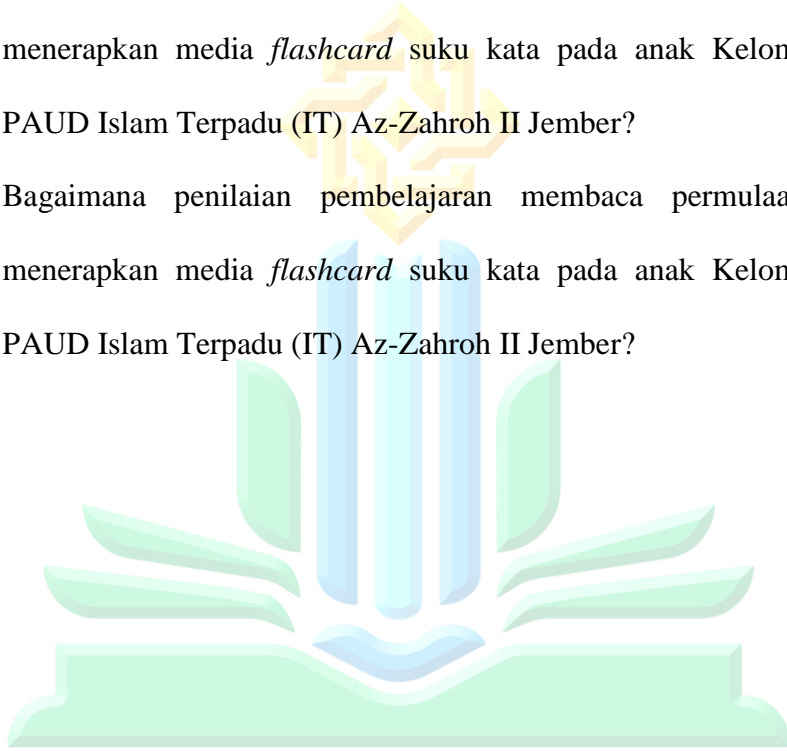 menerapkan media flashcard suku kata pada anak Kelon
PAUD Islam Terpadu (IT) Az-Zahroh II Jember?
Bagaimana penilaian pembelajaran membaca permulaa
menerapkan media flashcard suku kata pada anak Kelon
PAUD Islam Terpadu (IT) Az-Zahroh II Jember?